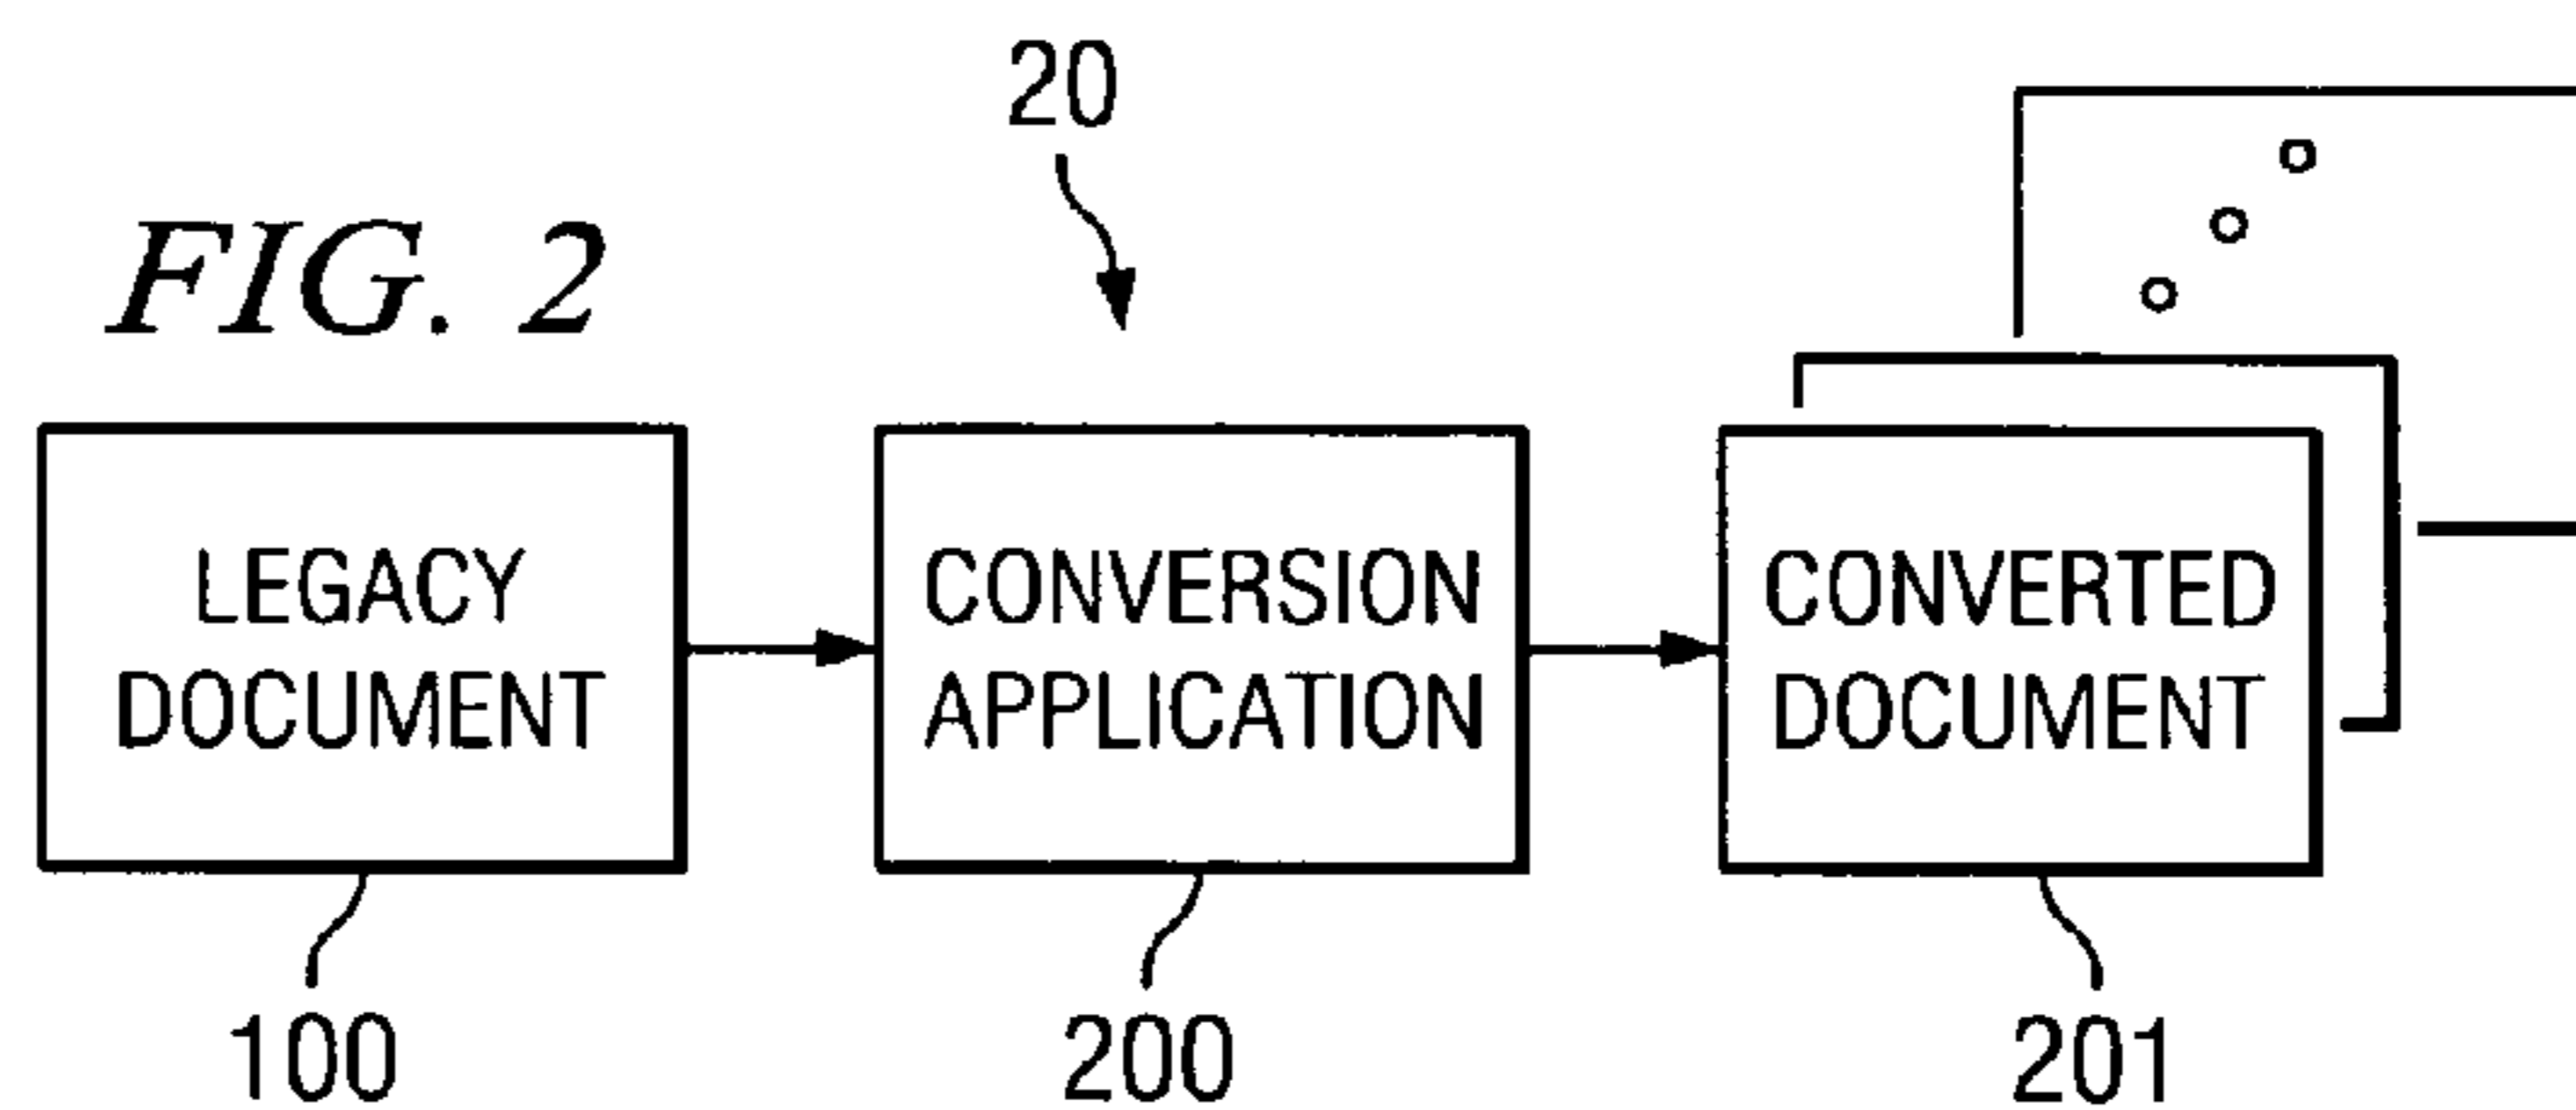 20
FIG. 2
LEGACY
DOCUMENT
CONVERSION
APPLICATION
CONVERTED
DOCUMENT
100
200
201